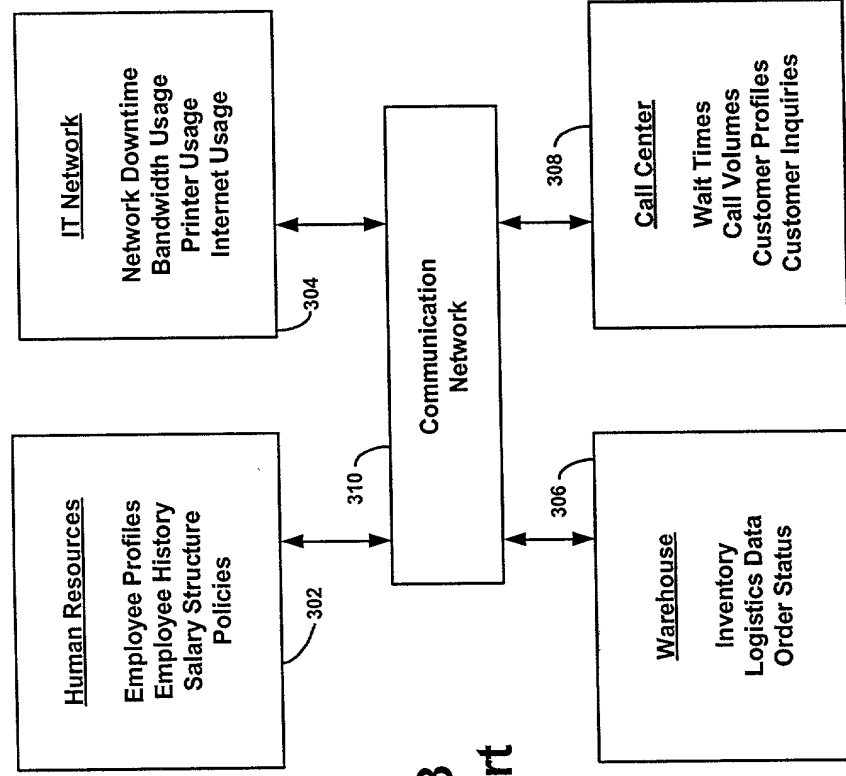 Human Resources
Employee Profiles
Employee History
Salary Structure
Policies
302
IT Network
Network Downtime
Bandwidth Usage
Printer Usage
Internet Usage
304
310
Communication
Network
3
rt
306
Warehouse
Inventory
Logistics Data
Order Status
308
Call Center
Wait Times
Call Volumes
Customer Profiles
Customer Inquiries